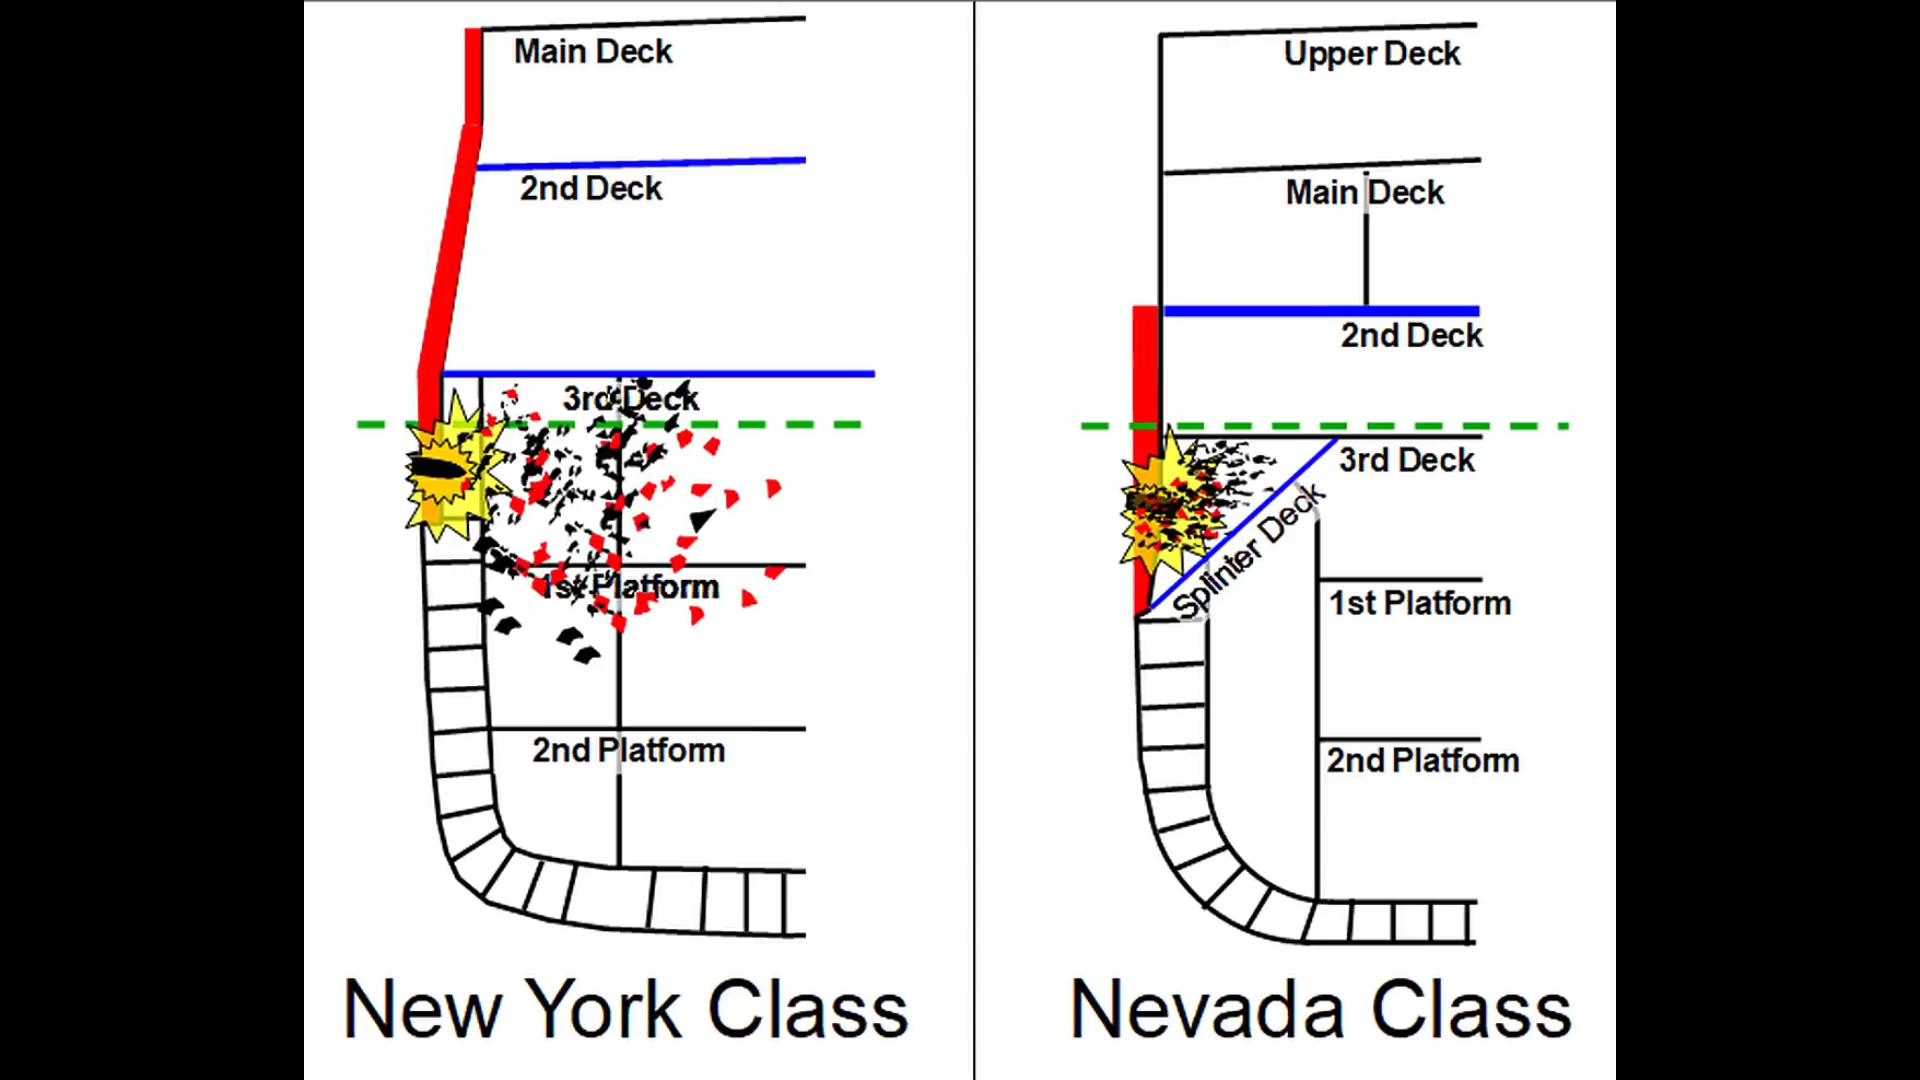 Main Deck
2nd Deck
3rd Deck
1st Platform
2nd Platform
New York Class
Upper Deck
Main Deck
2nd Deck
3rd Deck
Splinter Deck
1st Platform
2nd Platform
Nevada Class